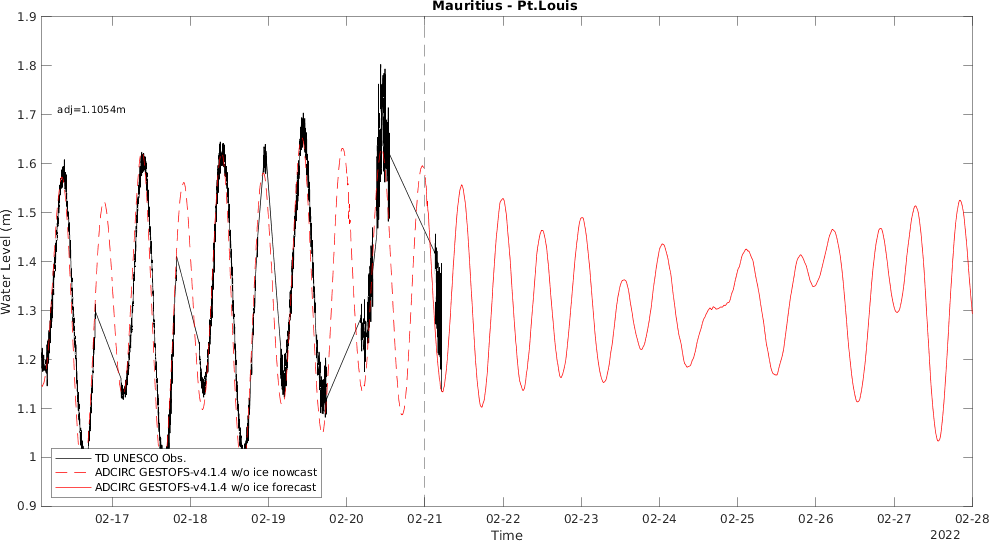 Mauritius - Pt.Louis
1.9
1.8
1.7
1.6
1.5
1.4
1.3
1.2
1.1
1
0.9
Water Level (m)
adj=1.1054m
TD UNESCO Obs.
ADCIRC GESTOFS-v4.1.4 w/o ice nowcast
ADCIRC GESTOFS-v4.1.4 w/o ice forecast
02-17 02-18 02-19 02-20 02-21 02-22 02-23 02-24 02-25 02-26 02-27 02-28
Time
2022